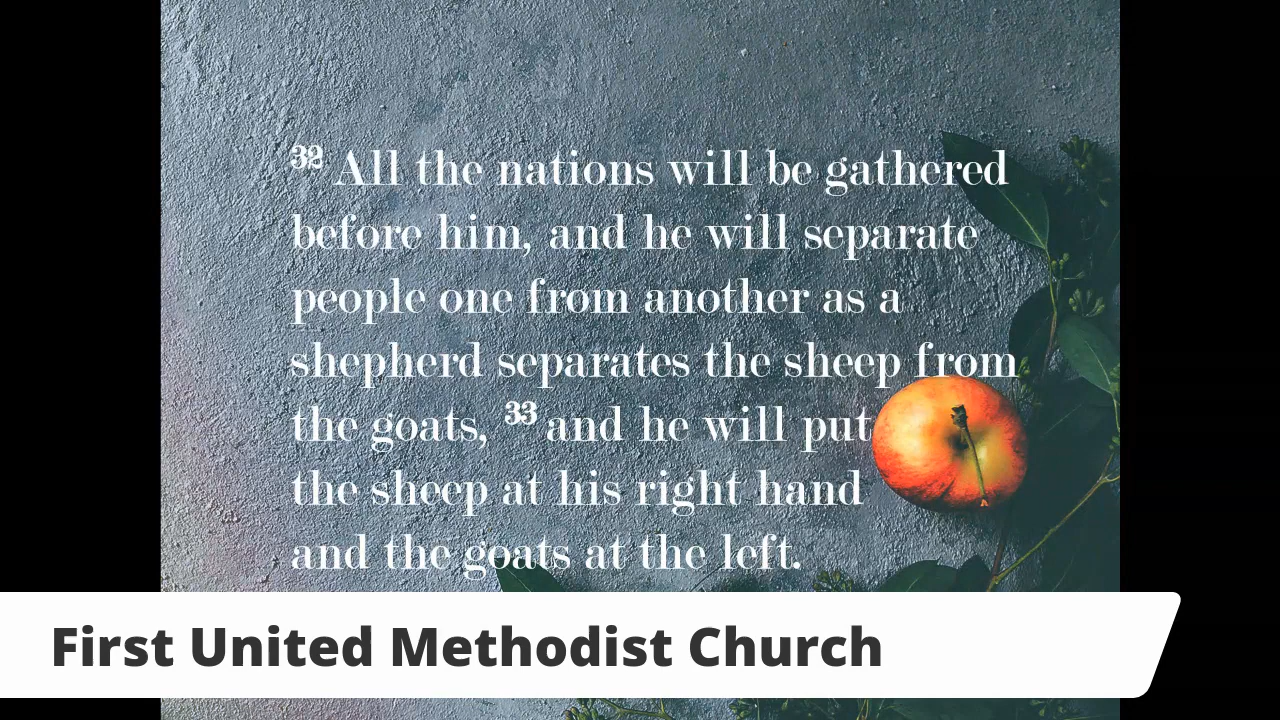 32 All the nations will be gathered
before him, and he will separate
people one from another as a
shepherd separates the sheep from
the goats, 33 and he will put
the sheep at his right hand
and the goats at the left.
First United Methodist Church